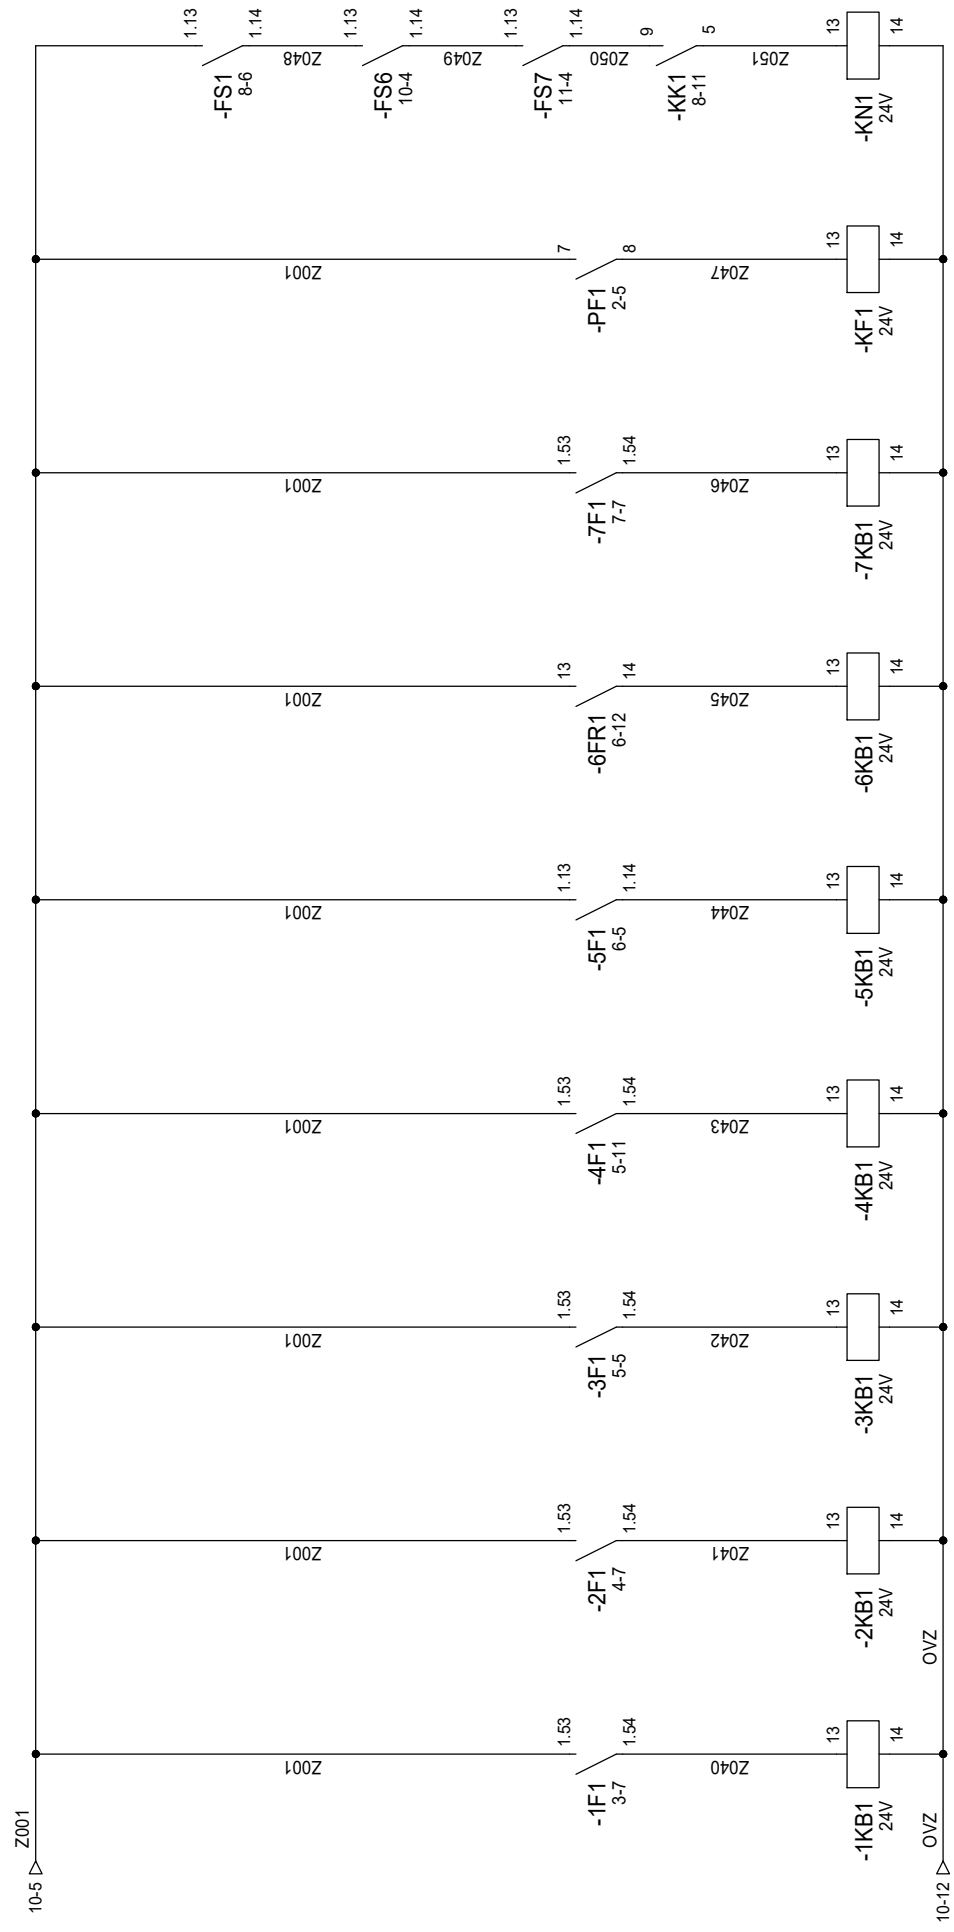 10-5
Z001
1.13
-FS1
8-6
1.14
Z048
1.13
-FS6
10-4
1.14
Z049
1.13
-FS7
11-4
1.14
Z050
9
-KK1
8-11
5
Z051
13
-KN1
24V
14
Z001
7
-PF1
2-5
8
Z047
13
-KF1
24V
14
Z001
1.53
-7F1
7-7
1.54
Z046
13
-7KB1
24V
14
Z001
13
-6FR1
6-12
14
Z045
13
-6KB1
24V
14
Z001
1.13
-5F1
6-5
1.14
Z044
13
-5KB1
24V
14
Z001
1.53
-4F1
5-11
1.54
Z043
13
-4KB1
24V
14
Z001
1.53
-3F1
5-5
1.54
Z042
13
-3KB1
24V
14
Z001
1.53
-2F1
4-7
1.54
Z041
13
-2KB1
24V
14
OVZ
Z001
1.53
-1F1
3-7
1.54
Z040
13
-1KB1
24V
14
OVZ
10-12